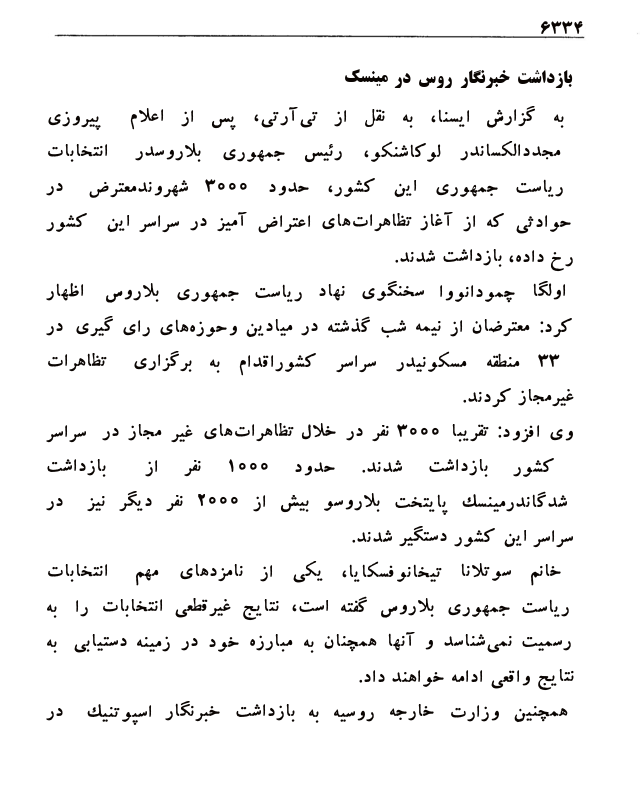 ۶۳۳۴
بازداشت خبرنگار روس در مینسک
به گزارش ایسنا، به نقل از تی‌آرتی، پس از اعلام پیروزی
مجددالکساندر لوکاشنکو، رئیس جمهوری بلاروسدر انتخابات
ریاست جمهوری این کشور، حدود ۳۰۰۰ شهروندمعترض در
حوادثی که از آغاز تظاهرات‌های اعتراض آمیز در سراسر این کشور
رخ داده، بازداشت شدند.
اولگا چمودانووا سخنگوی نهاد ریاست جمهوری بلاروس اظهار
کرد: معترضان از نیمه شب گذشته در میادین وحوزه‌های رای گیری در
۳۳ منطقه مسکونیدر سراسر کشوراقدام به برگزاری تظاهرات
غیرمجاز کردند.
وی افزود: تقریبا ۳۰۰۰ نفر در خلال تظاهرات‌های غیر مجاز در سراسر
کشور بازداشت شدند. حدود ۱۰۰۰ نفر از بازداشت
شدگاندرمینسك پایتخت بلاروسو بیش از ۲۰۰۰ نفر دیگر نیز در
سراسر این کشور دستگیر شدند.
خانم سوتلانا تیخانوفسکایا، یکی از نامزدهای مهم انتخابات
ریاست جمهوری بلاروس گفته است، نتایج غیرقطعی انتخابات را به
رسمیت نمی‌شناسد و آنها همچنان به مبارزه خود در زمینه دستیابی به
نتایج واقعی ادامه خواهند داد.
همچنین وزارت خارجه روسیه به بازداشت خبرنگار اسپوتنیك در